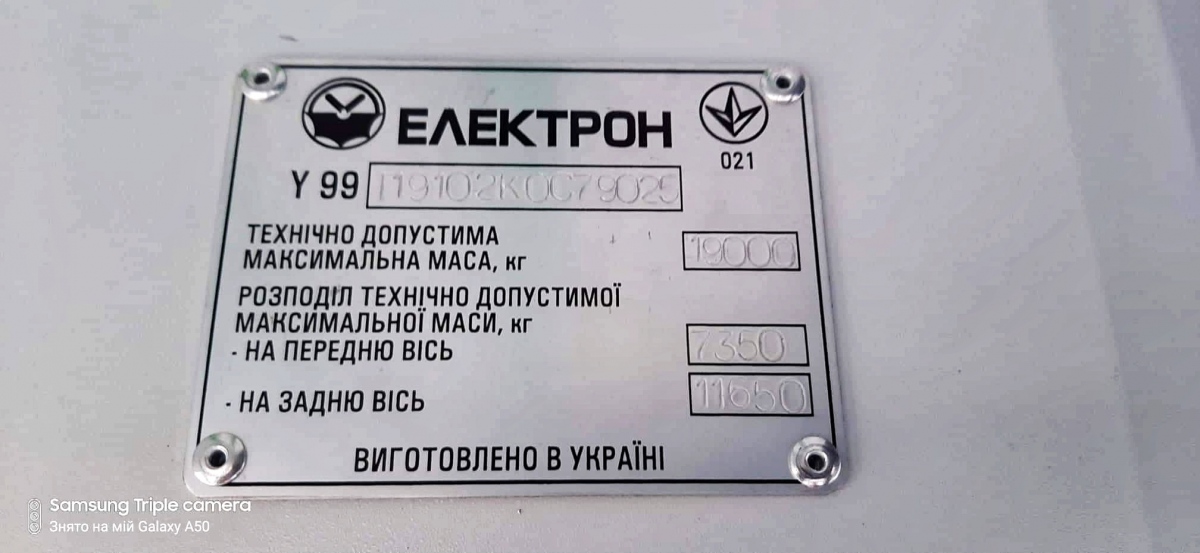 ЕЛЕКТРОН
021
Y 99 T19102K0C79025
ТЕХНІЧНО ДОПУСТИМА
МАКСИМАЛЬНА МАСА, кг 19000
РОЗПОДІЛ ТЕХНІЧНО ДОПУСТИМОЇ
МАКСИМАЛЬНОЇ МАСИ, кг
- НА ПЕРЕДНЮ ВІСЬ 7350
- НА ЗАДНЮ ВІСЬ 11650
ВИГОТОВЛЕНО В УКРАЇНІ
Samsung Triple camera
Знято на мій Galaxy A50